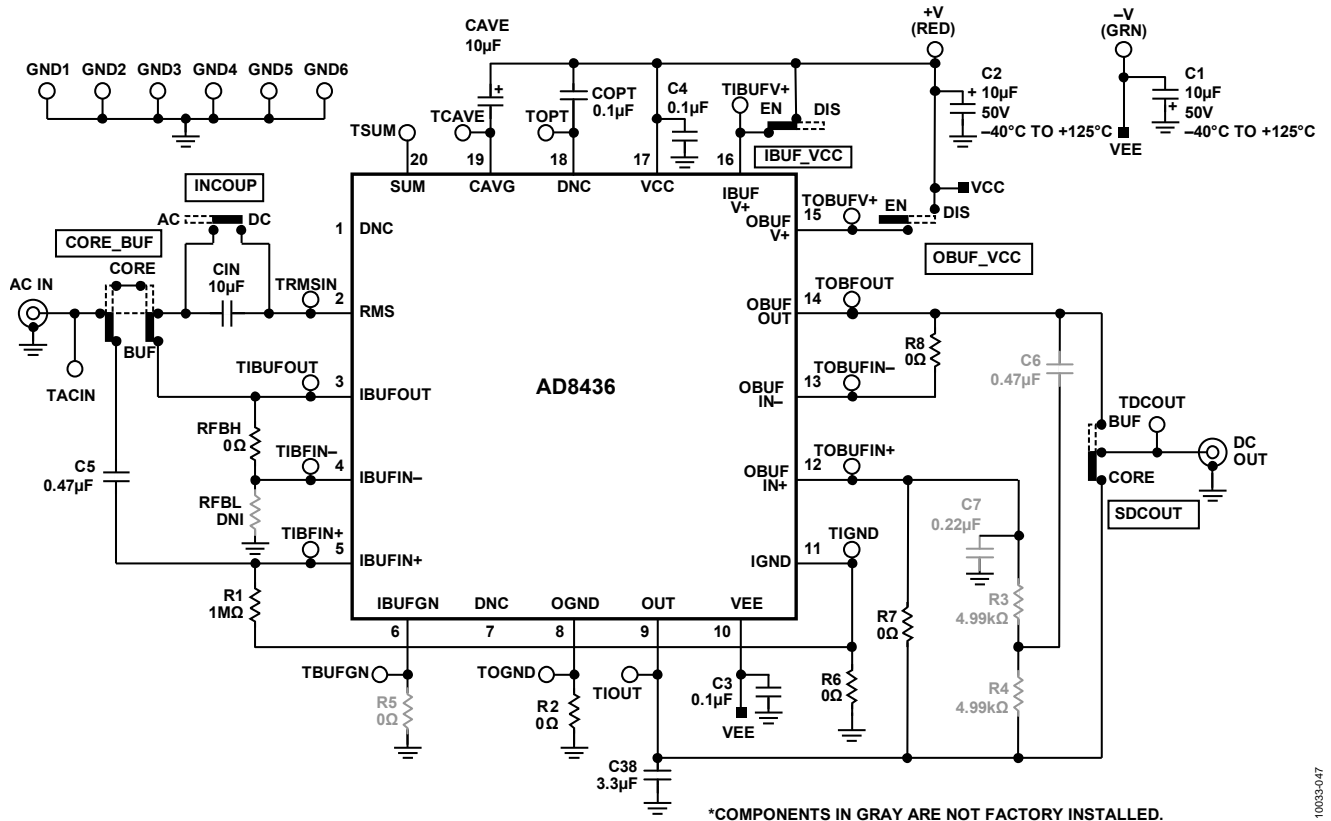 GND1 GND2 GND3 GND4 GND5 GND6
CAVE
10µF
+V
(RED)
–V
(GRN)
C2
+ 10µF
50V
–40°C TO +125°C
C1
10µF
50V
+
–40°C TO +125°C
VEE
TSUM
TCAVE
+
TOPT
COPT
0.1µF
C4
0.1µF
TIBUFV+
EN DIS
IBUF_VCC
20 19 18 17 16
SUM CAVG DNC VCC IBUF
V+
VCC
INCOUP
AC DC
CORE_BUF
CORE
AC IN
BUF
TACIN
CIN
10µF
TRMSIN
1 DNC
2 RMS
TIBUFOUT
3 IBUFOUT
RFBH
0Ω
TIBFIN–
4 IBUFIN–
RFBL
DNI
TIBFIN+
5 IBUFIN+
C5
0.47µF
R1
1MΩ
AD8436
TOBUFV+
EN DIS
OBUF
V+ 15
OBUF_VCC
TOBFOUT
OBUF
OUT 14
R8
0Ω
TOBUFIN–
OBUF
IN– 13
C6
0.47µF
TOBUFIN+
OBUF
IN+ 12
TDCOUT
BUF
DC
OUT
CORE
SDCOUT
C7
0.22µF
TIGND
IGND 11
R3
4.99kΩ
R7
0Ω
R4
4.99kΩ
R6
0Ω
IBUFGN DNC OGND OUT VEE
6 7 8 9 10
TBUFGN
R5
0Ω
TOGND
R2
0Ω
TIOUT
C3
0.1µF
VEE
C38
3.3µF
*COMPONENTS IN GRAY ARE NOT FACTORY INSTALLED.
10033-047